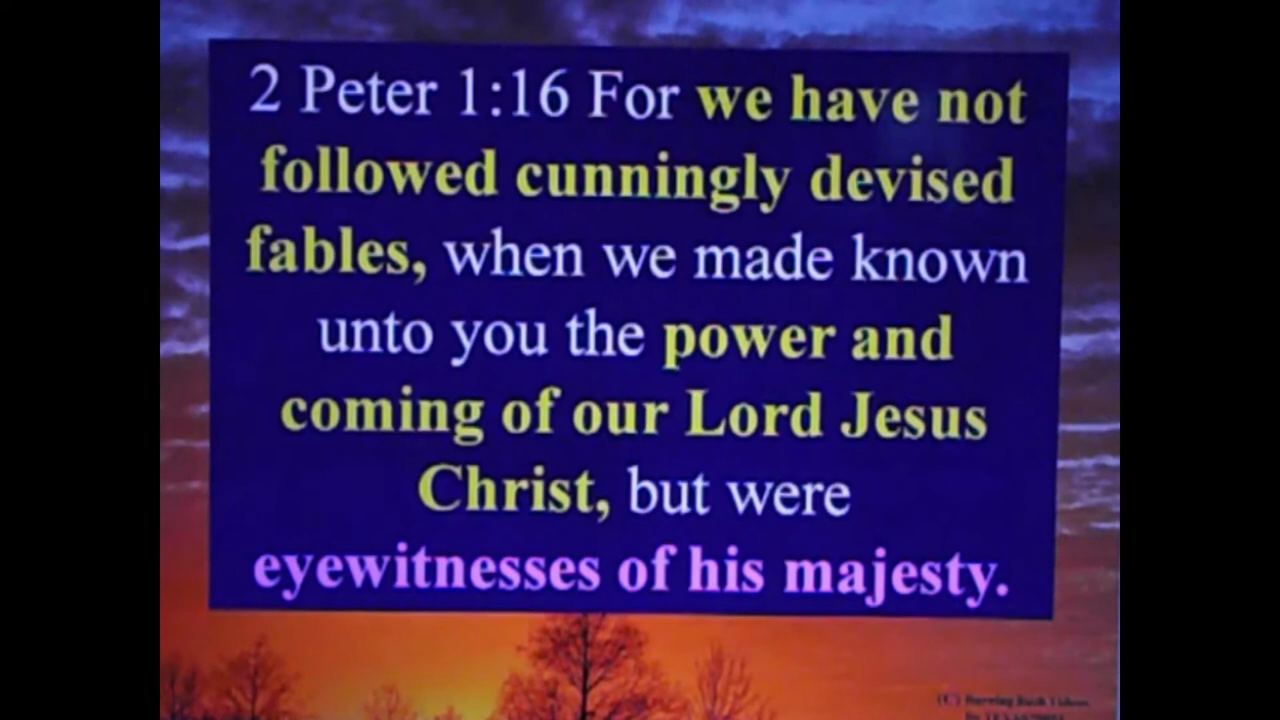 2 Peter 1:16 For we have not
followed cunningly devised
fables, when we made known
unto you the power and
coming of our Lord Jesus
Christ, but were
eyewitnesses of his majesty.